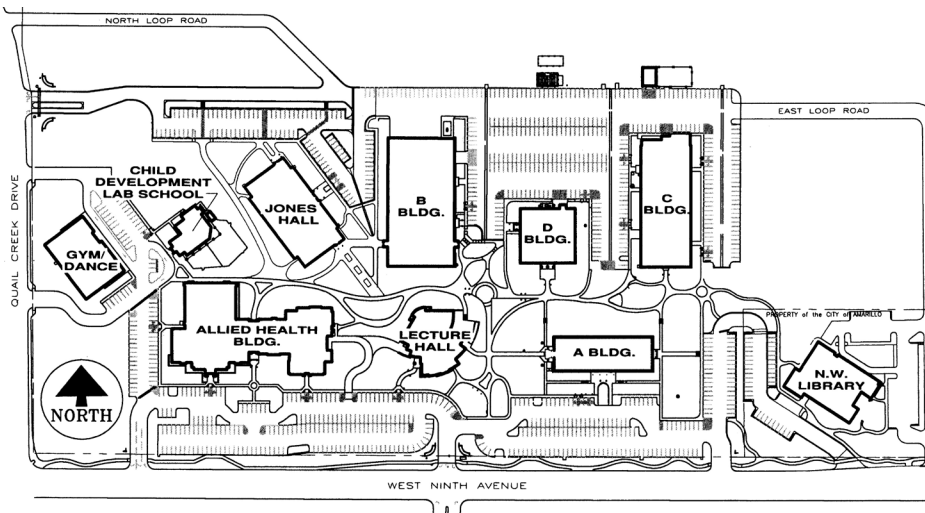 NORTH LOOP ROAD
EAST LOOP ROAD
CHILD
DEVELOPMENT
LAB SCHOOL
JONES
HALL
B
BLDG.
C
BLDG.
D
BLDG.
QUAIL CREEK DRIVE
GYM/
DANCE
ALLIED HEALTH
BLDG.
LECTURE
HALL
A BLDG.
PROPERTY of the CITY of AMARILLO
N.W.
LIBRARY
NORTH
WEST NINTH AVENUE